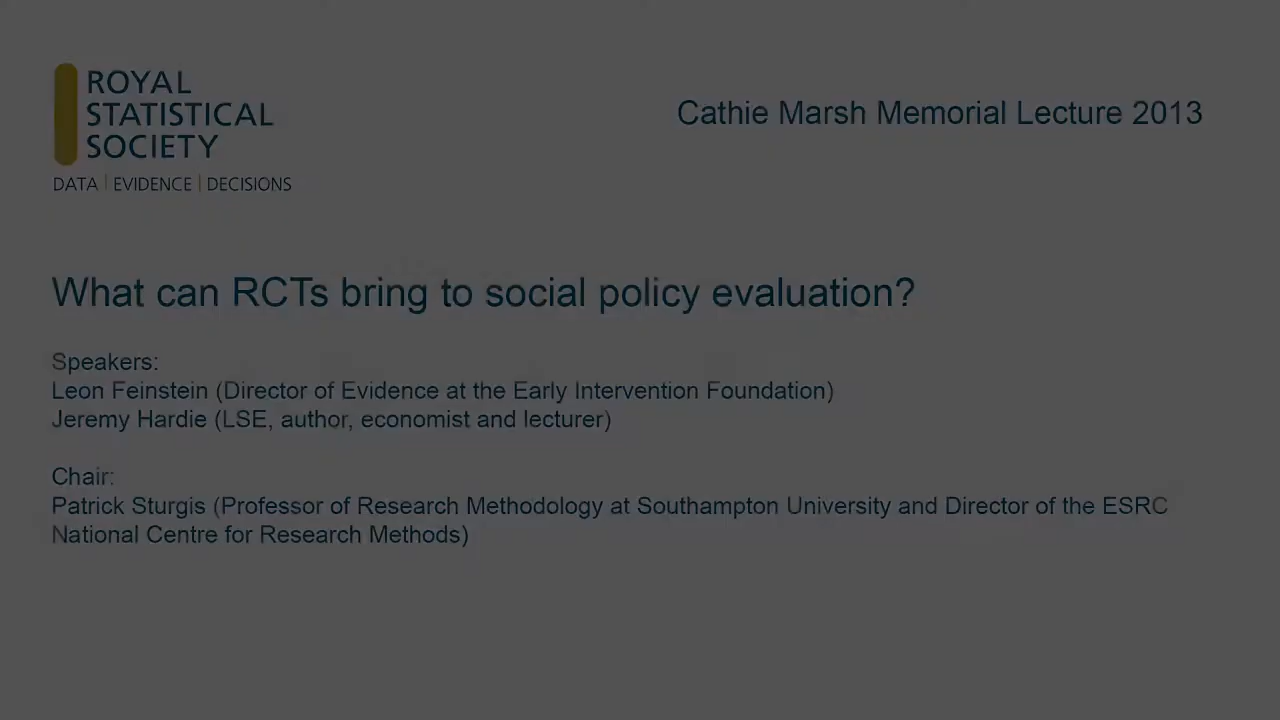 ROYAL
STATISTICAL
SOCIETY
DATA | EVIDENCE | DECISIONS
Cathie Marsh Memorial Lecture 2013
What can RCTs bring to social policy evaluation?
Speakers:
Leon Feinstein (Director of Evidence at the Early Intervention Foundation)
Jeremy Hardie (LSE, author, economist and lecturer)
Chair:
Patrick Sturgis (Professor of Research Methodology at Southampton University and Director of the ESRC
National Centre for Research Methods)